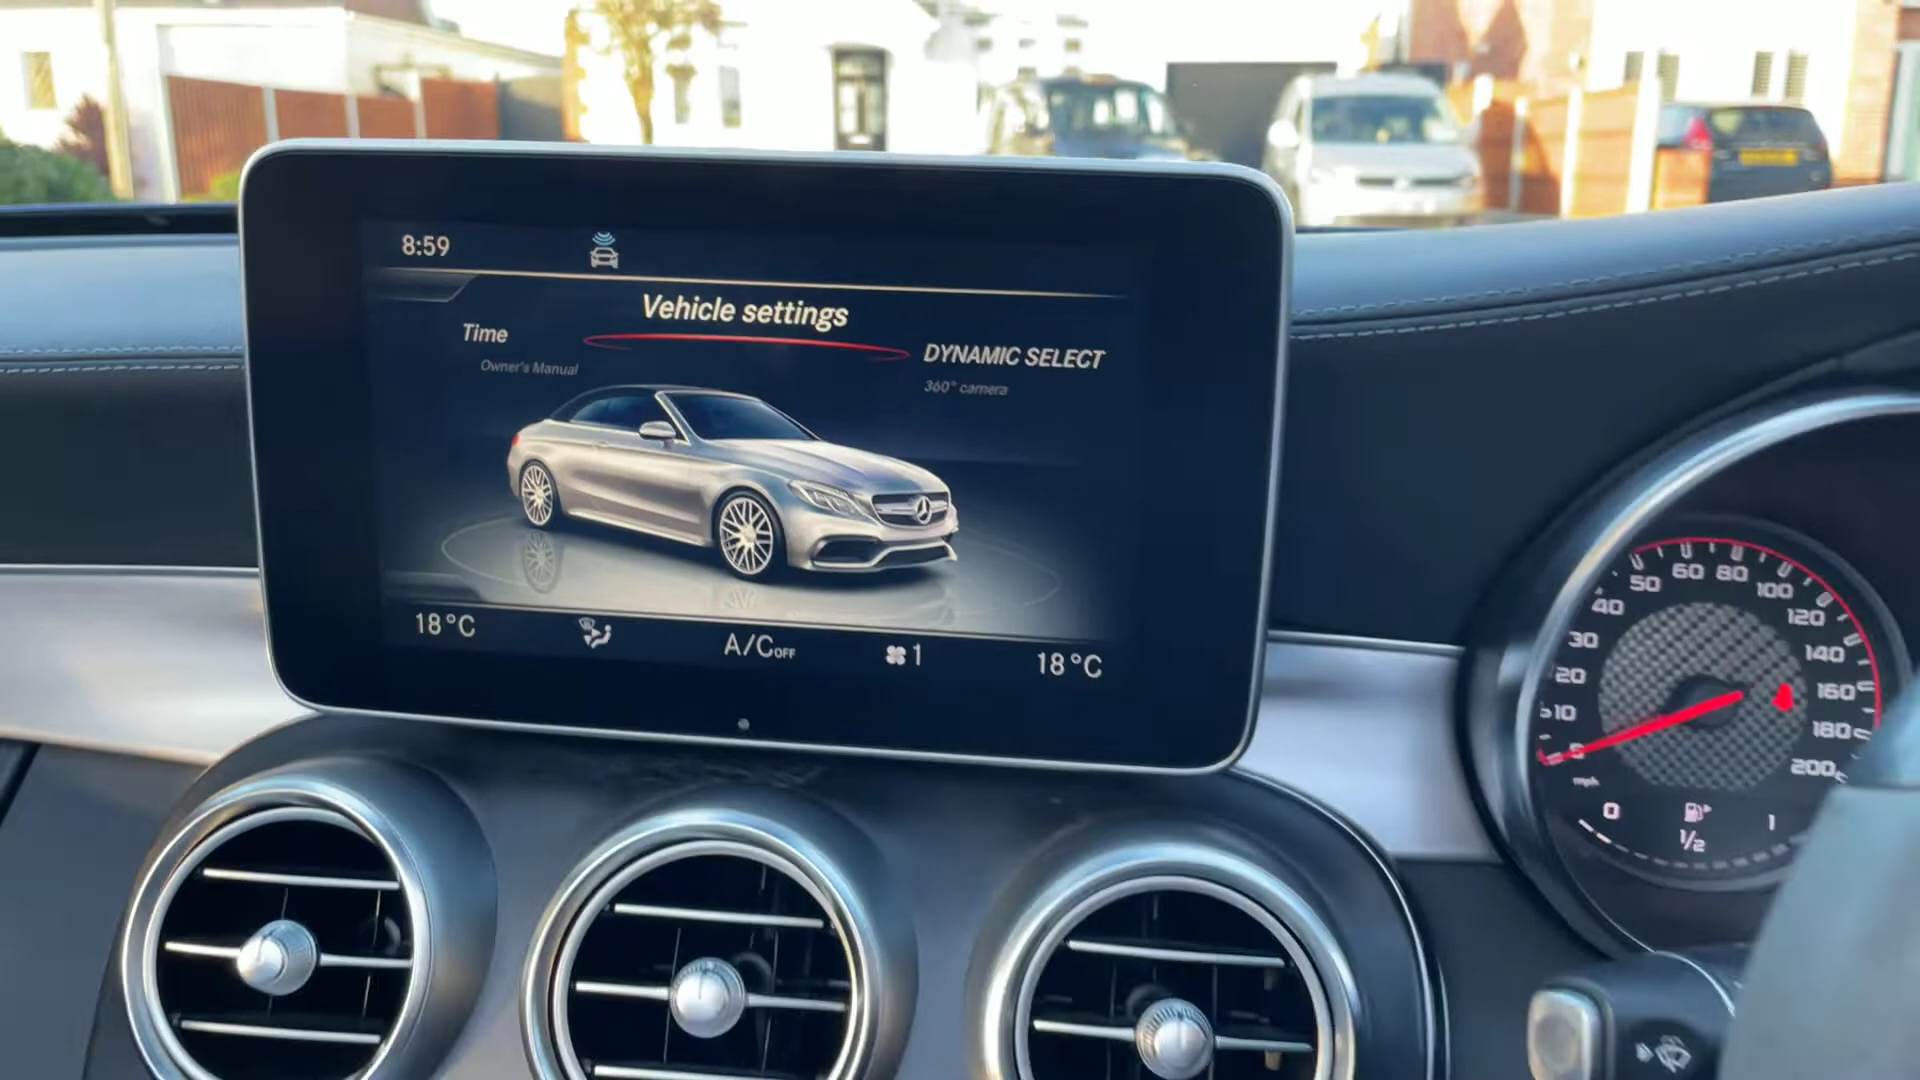 8:59
Vehicle settings
Time
DYNAMIC SELECT
Owner's Manual
360° camera
18°C
A/COFF
1
18°C
5
10
20
30
40
50
60
80
100
120
140
160
180
200
mph
0
1/2
1